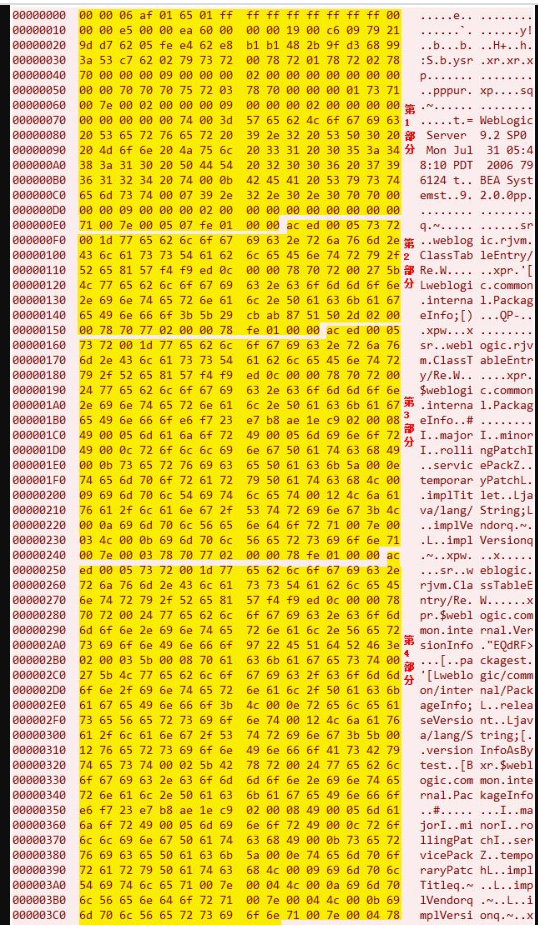 00000000 00 00 06 af 01 65 01 ff ff ff ff ff ff ff ff 00 .....e.. ........
00000010 00 00 e5 00 00 ea 60 00 00 00 19 00 c6 09 79 21 ......`. ......y!
00000020 9d d7 62 05 fe e4 62 e8 b1 b1 48 2b 9f d3 68 99 ..b...b. ..H+..h.
00000030 3a 53 c7 62 02 79 73 72 00 78 72 01 78 72 02 78 :S.b.ysr .xr.xr.x
00000040 70 00 00 00 09 00 00 00 02 00 00 00 00 00 00 00 p....... ........
00000050 00 00 70 70 70 75 72 03 78 70 00 00 00 01 73 71 ..pppur. xp....sq
00000060 00 7e 00 02 00 00 00 09 00 00 00 02 00 00 00 00 .~...... ........
00000070 00 00 00 00 00 74 00 3d 57 65 62 4c 6f 67 69 63 .....t.= WebLogic
00000080 20 53 65 72 76 65 72 20 39 2e 32 20 53 50 30 20 Server 9.2 SP0
00000090 20 4d 6f 6e 20 4a 75 6c 20 33 31 20 30 35 3a 34 Mon Jul 31 05:4
000000A0 38 3a 31 30 20 50 44 54 20 32 30 30 36 20 37 39 8:10 PDT 2006 79
000000B0 36 31 32 34 20 74 00 0b 42 45 41 20 53 79 73 74 6124 t.. BEA Syst
000000C0 65 6d 73 74 00 07 39 2e 32 2e 30 2e 30 70 70 00 emst..9. 2.0.0pp.
000000D0 00 00 09 00 00 00 02 00 00 00 00 00 00 00 00 00 ........ ........
000000E0 71 00 7e 00 05 07 fe 01 00 00 ac ed 00 05 73 72 q.~..... ......sr
000000F0 00 1d 77 65 62 6c 6f 67 69 63 2e 72 6a 76 6d 2e ..weblog ic.rjvm.
00000100 43 6c 61 73 73 54 61 62 6c 65 45 6e 74 72 79 2f ClassTab leEntry/
00000110 52 65 81 57 f4 f9 ed 0c 00 00 78 70 72 00 27 5b Re.W.... ..xpr.'[
00000120 4c 77 65 62 6c 6f 67 69 63 2e 63 6f 6d 6d 6f 6e Lweblogi c.common
00000130 2e 69 6e 74 65 72 6e 61 6c 2e 50 61 63 6b 61 67 .interna l.Packag
00000140 65 49 6e 66 6f 3b 5b 29 cb ab 87 51 50 2d 02 00 eInfo;[) ...QP-..
00000150 00 78 70 77 02 00 00 78 fe 01 00 00 ac ed 00 05 .xpw...x ........
00000160 73 72 00 1d 77 65 62 6c 6f 67 69 63 2e 72 6a 76 sr..webl ogic.rjv
00000170 6d 2e 43 6c 61 73 73 54 61 62 6c 65 45 6e 74 72 m.ClassT ableEntr
00000180 79 2f 52 65 81 57 f4 f9 ed 0c 00 00 78 70 72 00 y/Re.W.. ....xpr.
00000190 24 77 65 62 6c 6f 67 69 63 2e 63 6f 6d 6d 6f 6e $weblogi c.common
000001A0 2e 69 6e 74 65 72 6e 61 6c 2e 50 61 63 6b 61 67 .interna l.Packag
000001B0 65 49 6e 66 6f e6 f7 23 e7 b8 ae 1e c9 02 00 08 eInfo..# ........
000001C0 49 00 05 6d 61 6a 6f 72 49 00 05 6d 69 6e 6f 72 I..major I..minor
000001D0 49 00 0c 72 6f 6c 6c 69 6e 67 50 61 74 63 68 49 I..rolli ngPatchI
000001E0 00 0b 73 65 72 76 69 63 65 50 61 63 6b 5a 00 0e ..servic ePackZ..
000001F0 74 65 6d 70 6f 72 61 72 79 50 61 74 63 68 4c 00 temporar yPatchL.
00000200 09 69 6d 70 6c 54 69 74 6c 65 74 00 12 4c 6a 61 .implTit let..Lja
00000210 76 61 2f 6c 61 6e 67 2f 53 74 72 69 6e 67 3b 4c va/lang/ String;L
00000220 00 0a 69 6d 70 6c 56 65 6e 64 6f 72 71 00 7e 00 ..implVe ndorq.~.
00000230 03 4c 00 0b 69 6d 70 6c 56 65 72 73 69 6f 6e 71 .L..impl Versionq
00000240 00 7e 00 03 78 70 77 02 00 00 78 fe 01 00 00 ac .~..xpw. ..x.....
00000250 ed 00 05 73 72 00 1d 77 65 62 6c 6f 67 69 63 2e ...sr..w eblogic.
00000260 72 6a 76 6d 2e 43 6c 61 73 73 54 61 62 6c 65 45 rjvm.Cla ssTableE
00000270 6e 74 72 79 2f 52 65 81 57 f4 f9 ed 0c 00 00 78 ntry/Re. W......x
00000280 70 72 00 24 77 65 62 6c 6f 67 69 63 2e 63 6f 6d pr.$webl ogic.com
00000290 6d 6f 6e 2e 69 6e 74 65 72 6e 61 6c 2e 56 65 72 mon.inte rnal.Ver
000002A0 73 69 6f 6e 49 6e 66 6f 97 22 45 51 64 52 46 3e sionInfo ."EQdRF>
000002B0 02 00 03 5b 00 08 70 61 63 6b 61 67 65 73 74 00 ...[..pa ckagest.
000002C0 27 5b 4c 77 65 62 6c 6f 67 69 63 2f 63 6f 6d 6d '[Lweblo gic/comm
000002D0 6f 6e 2f 69 6e 74 65 72 6e 61 6c 2f 50 61 63 6b on/inter nal/Pack
000002E0 61 67 65 49 6e 66 6f 3b 4c 00 0e 72 65 6c 65 61 ageInfo; L..relea
000002F0 73 65 56 65 72 73 69 6f 6e 74 00 12 4c 6a 61 76 seVersio nt..Ljav
00000300 61 2f 6c 61 6e 67 2f 53 74 72 69 6e 67 3b 5b 00 a/lang/S tring;[.
00000310 12 76 65 72 73 69 6f 6e 49 6e 66 6f 41 73 42 79 .version InfoAsBy
00000320 74 65 73 74 00 02 5b 42 78 72 00 24 77 65 62 6c test..[B xr.$webl
00000330 6f 67 69 63 2e 63 6f 6d 6d 6f 6e 2e 69 6e 74 65 ogic.com mon.inte
00000340 72 6e 61 6c 2e 50 61 63 6b 61 67 65 49 6e 66 6f rnal.Pac kageInfo
00000350 e6 f7 23 e7 b8 ae 1e c9 02 00 08 49 00 05 6d 61 ..#..... ...I..ma
00000360 6a 6f 72 49 00 05 6d 69 6e 6f 72 49 00 0c 72 6f jorI..mi norI..ro
00000370 6c 6c 69 6e 67 50 61 74 63 68 49 00 0b 73 65 72 llingPat chI..ser
00000380 76 69 63 65 50 61 63 6b 5a 00 0e 74 65 6d 70 6f vicePack Z..tempo
00000390 72 61 72 79 50 61 74 63 68 4c 00 09 69 6d 70 6c raryPatc hL..impl
000003A0 54 69 74 6c 65 71 00 7e 00 04 4c 00 0a 69 6d 70 Titleq.~ ..L..imp
000003B0 6c 56 65 6e 64 6f 72 71 00 7e 00 04 4c 00 0b 69 lVendorq .~..L..i
000003C0 6d 70 6c 56 65 72 73 69 6f 6e 71 00 7e 00 04 78 mplVersi onq.~..x
第1部分
第2部分
第3部分
第4部分